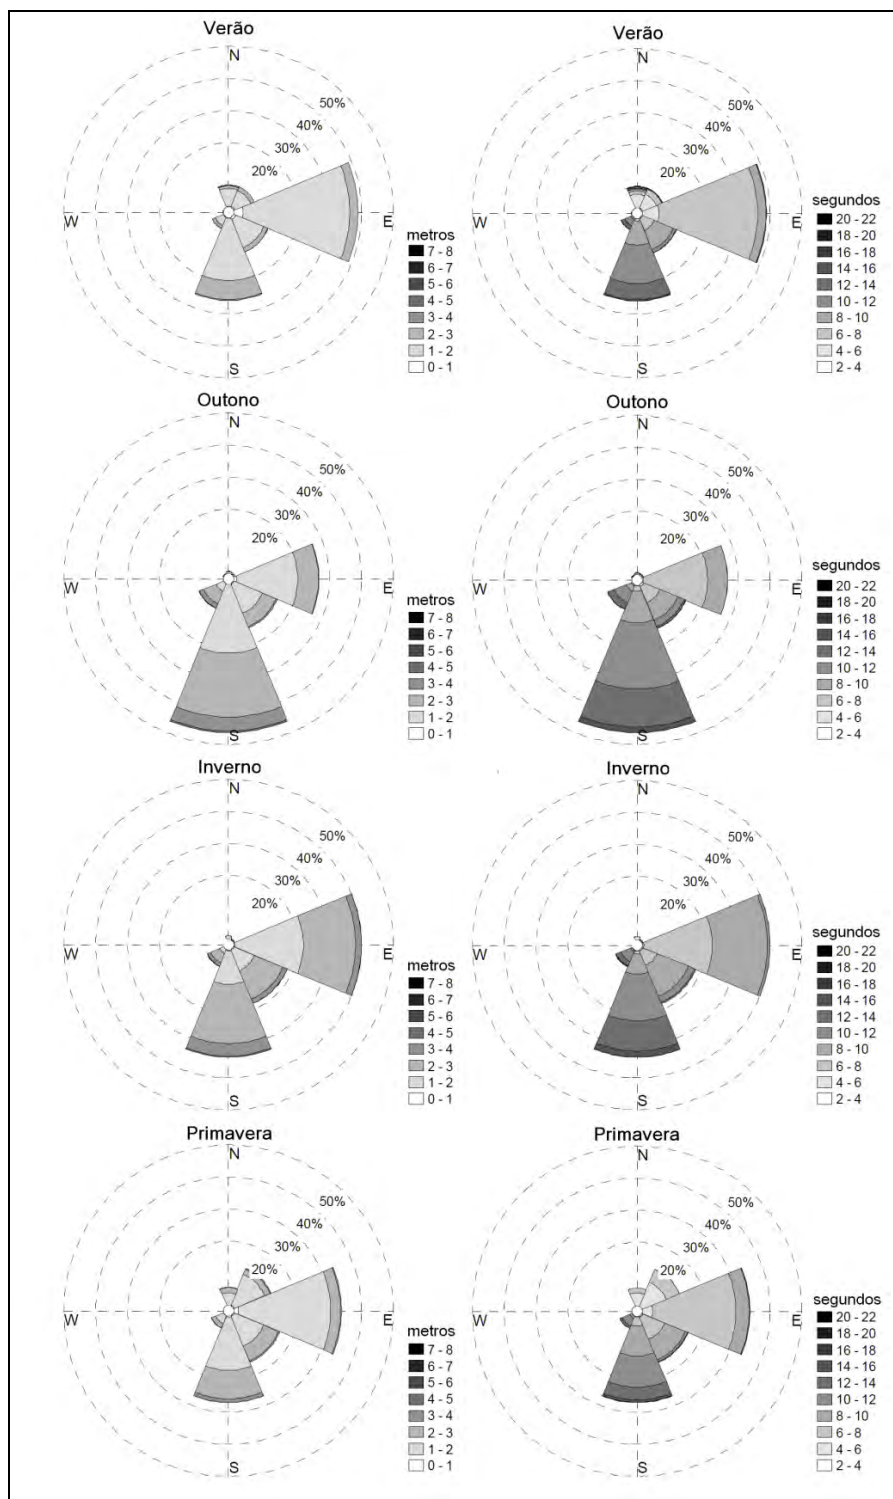 Verão
N
50%
40%
30%
20%
W
E
S
metros
7 - 8
6 - 7
5 - 6
4 - 5
3 - 4
2 - 3
1 - 2
0 - 1
Verão
N
50%
40%
30%
20%
W
E
S
segundos
20 - 22
18 - 20
16 - 18
14 - 16
12 - 14
10 - 12
8 - 10
6 - 8
4 - 6
2 - 4
Outono
N
50%
40%
30%
20%
W
E
S
metros
7 - 8
6 - 7
5 - 6
4 - 5
3 - 4
2 - 3
1 - 2
0 - 1
Outono
N
50%
40%
30%
20%
W
E
S
segundos
20 - 22
18 - 20
16 - 18
14 - 16
12 - 14
10 - 12
8 - 10
6 - 8
4 - 6
2 - 4
Inverno
N
50%
40%
30%
20%
W
E
S
metros
7 - 8
6 - 7
5 - 6
4 - 5
3 - 4
2 - 3
1 - 2
0 - 1
Inverno
N
50%
40%
30%
20%
W
E
S
segundos
20 - 22
18 - 20
16 - 18
14 - 16
12 - 14
10 - 12
8 - 10
6 - 8
4 - 6
2 - 4
Primavera
N
50%
40%
30%
20%
W
E
S
metros
7 - 8
6 - 7
5 - 6
4 - 5
3 - 4
2 - 3
1 - 2
0 - 1
Primavera
N
50%
40%
30%
20%
W
E
S
segundos
20 - 22
18 - 20
16 - 18
14 - 16
12 - 14
10 - 12
8 - 10
6 - 8
4 - 6
2 - 4